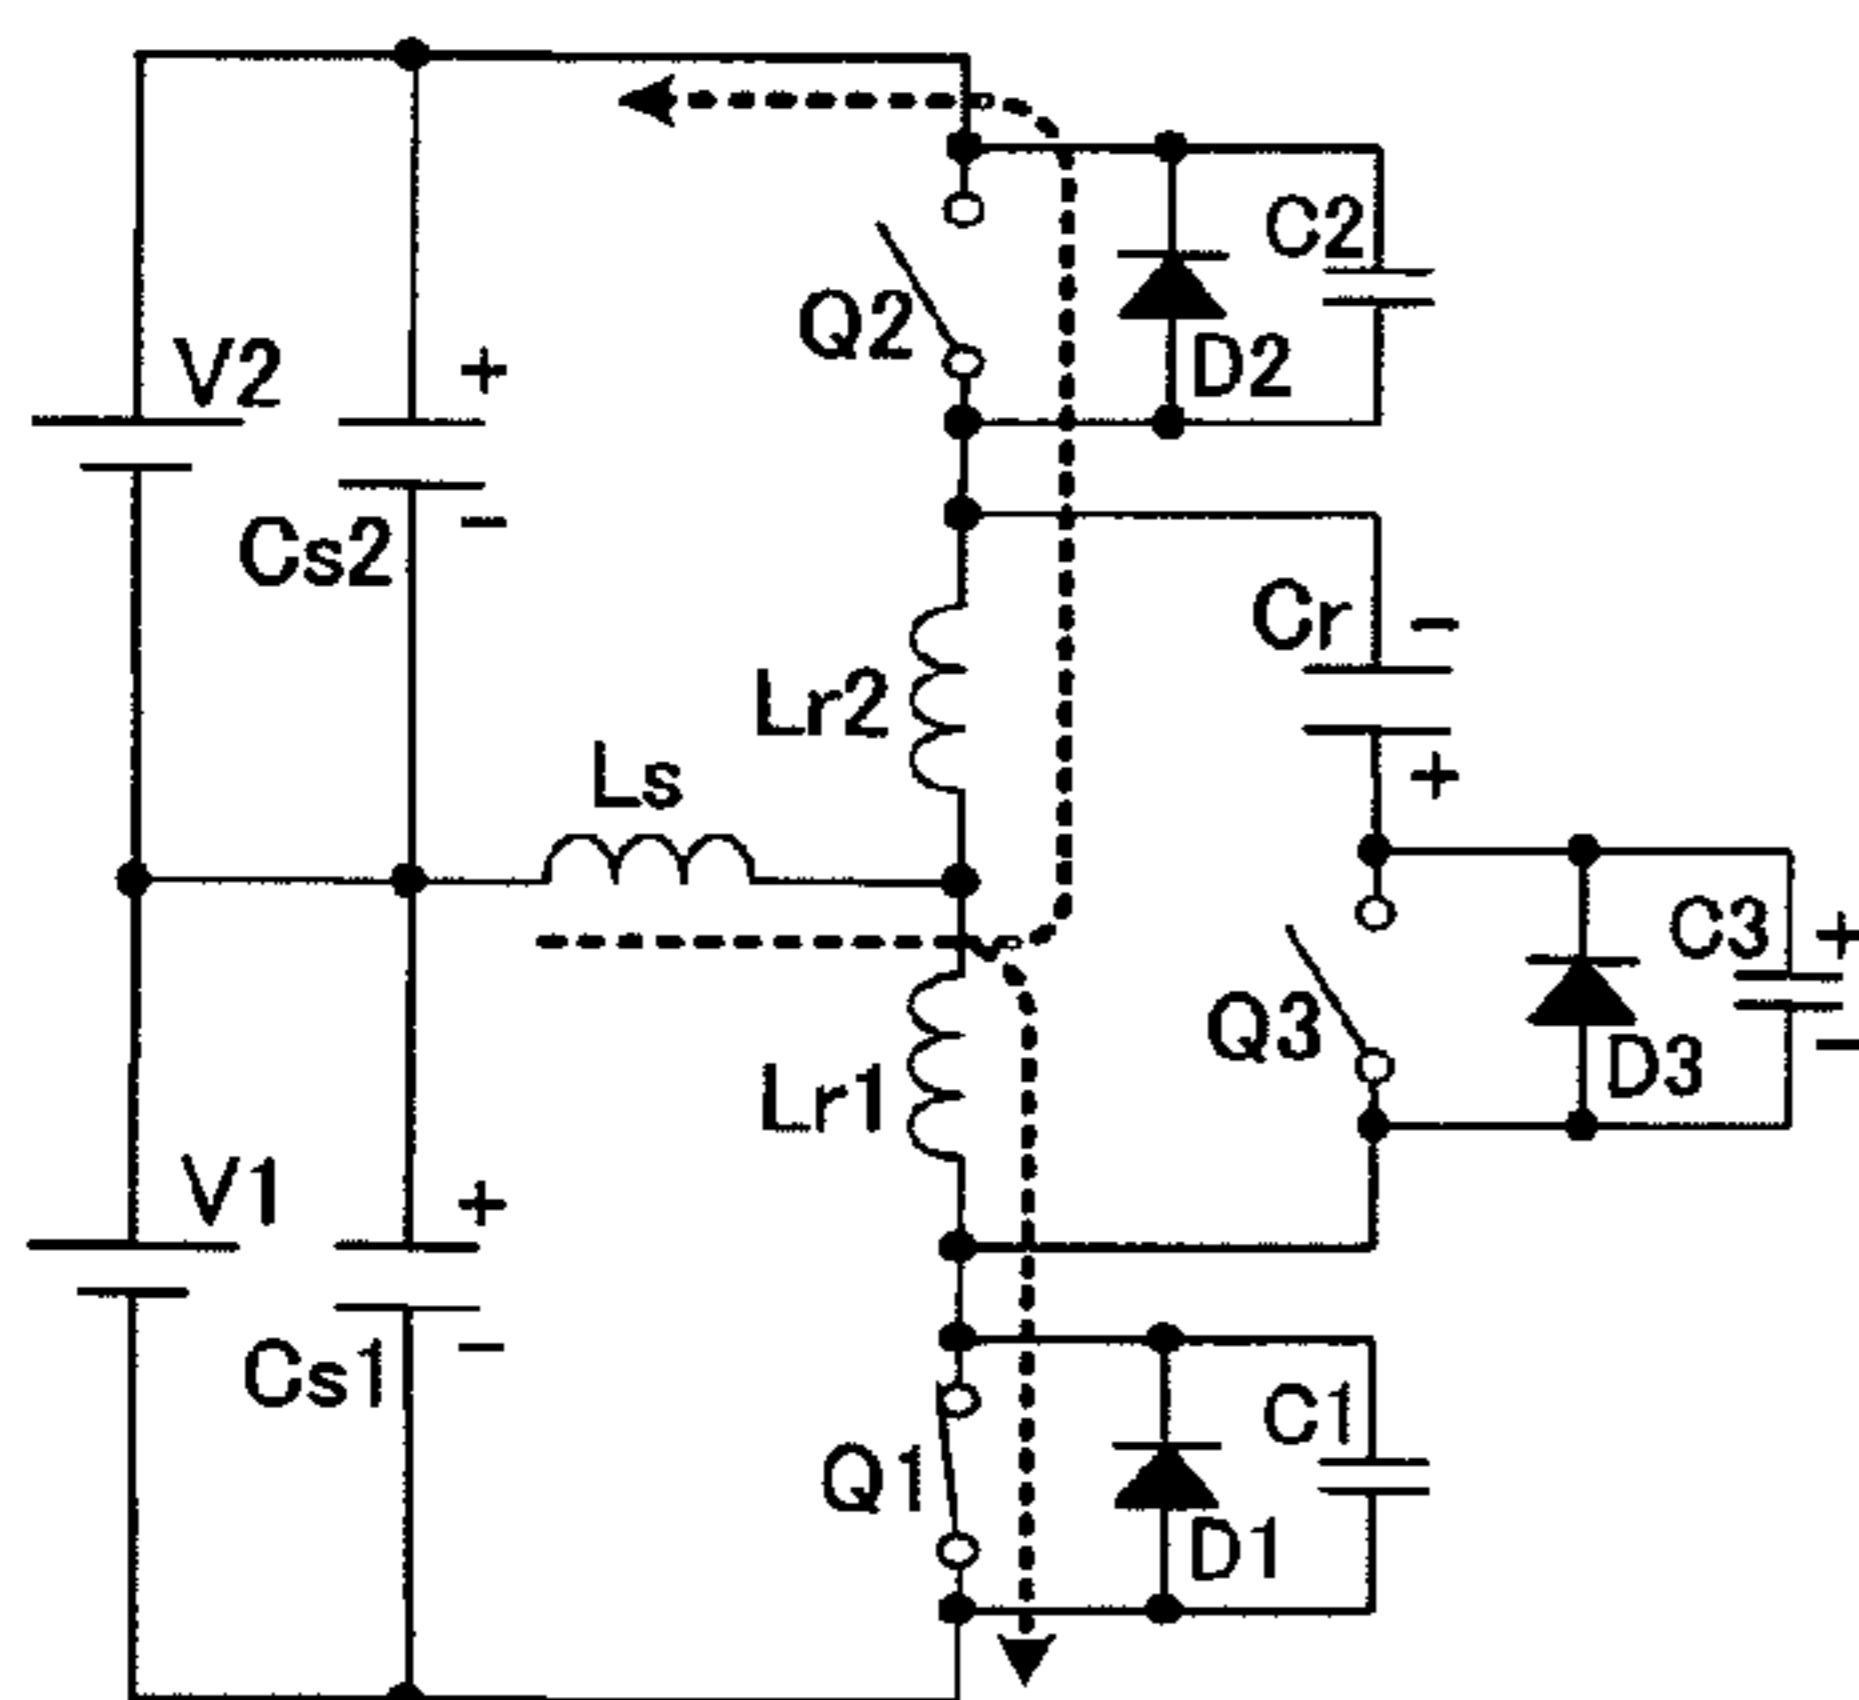 C2
Q2
D2
V2
+
-
Cs2
Cr
-
+
Lr2
Ls
C3
+
-
Q3
D3
Lr1
V1
+
-
Cs1
C1
Q1
D1